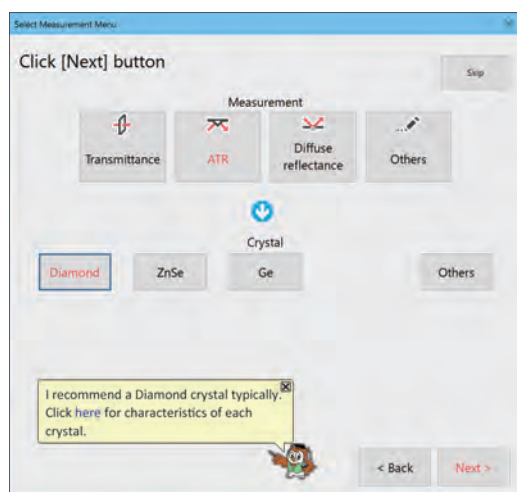 Select Measurement Menu
Click [Next] button
Skip
Measurement
Transmittance
ATR
Diffuse
reflectance
Others
Crystal
Diamond
ZnSe
Ge
Others
I recommend a Diamond crystal typically.
Click here for characteristics of each
crystal.
< Back
Next >